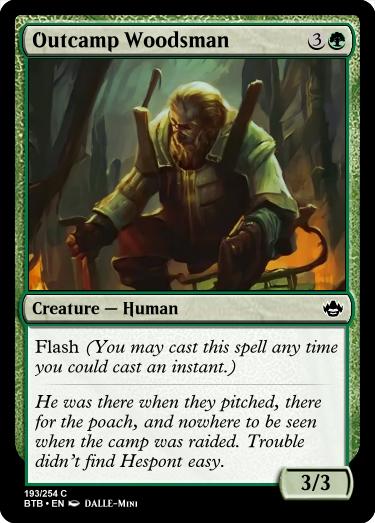 Outcamp Woodsman 3
Creature — Human
Flash (You may cast this spell any time
you could cast an instant.)
He was there when they pitched, there
for the poach, and nowhere to be seen
when the camp was raided. Trouble
didn't find Hespont easy.
3/3
193/254 C
BTB • EN DALLE-Mini